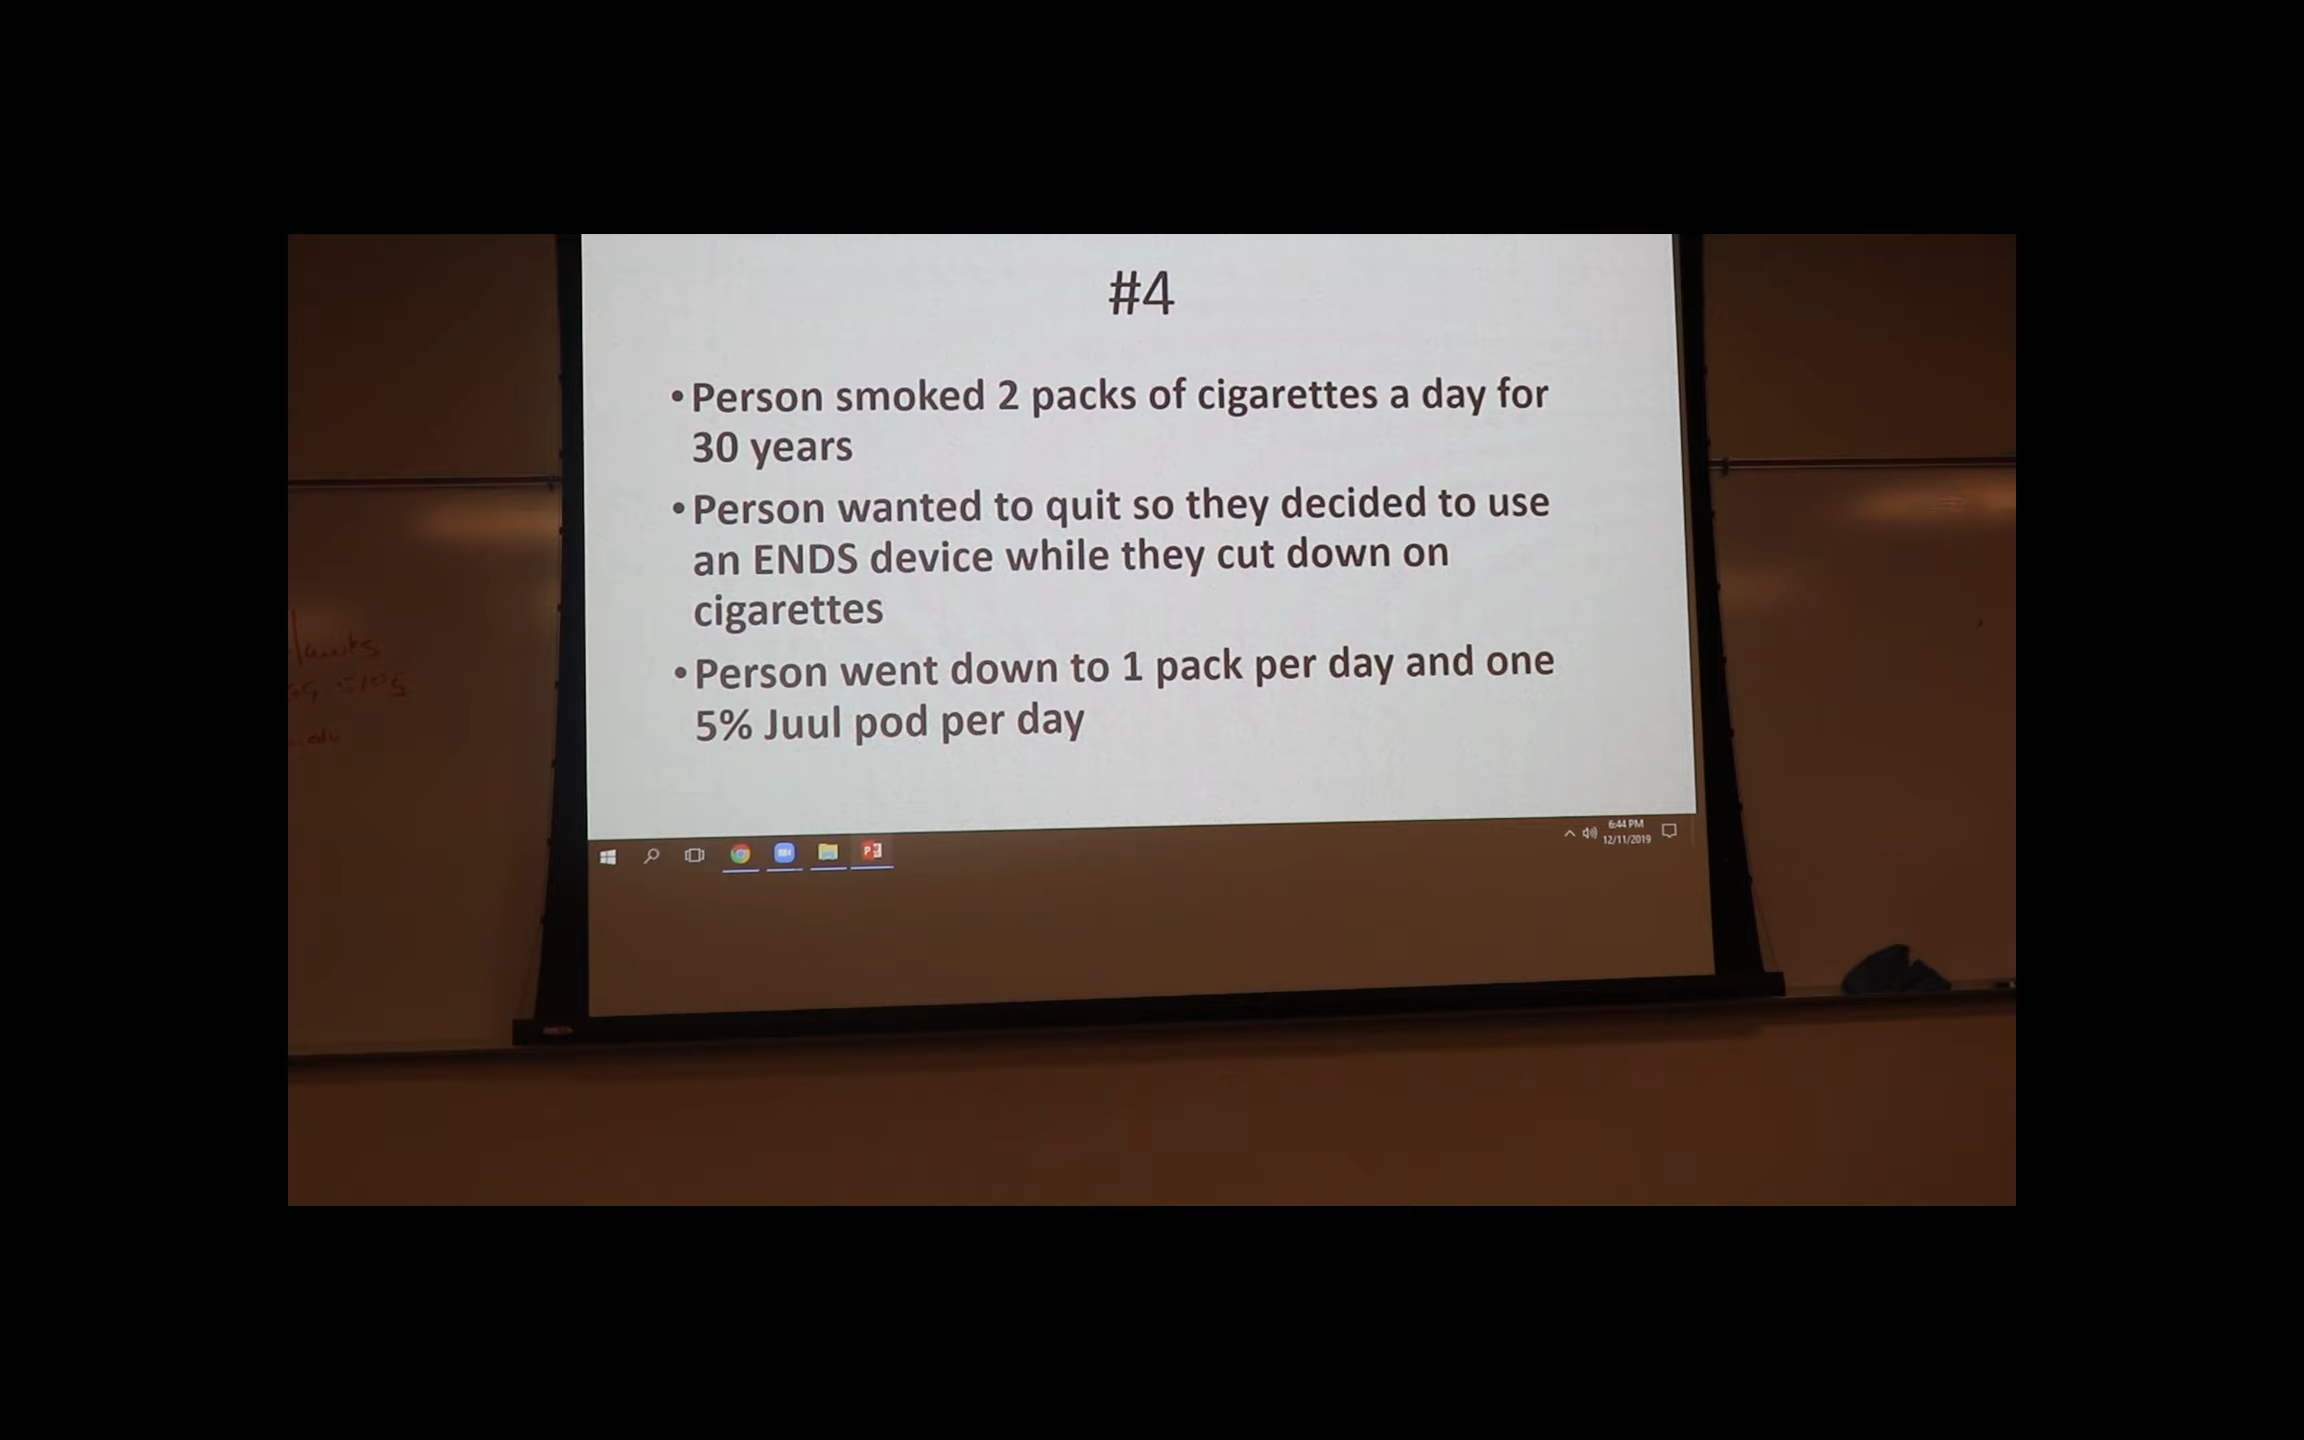 #4
•Person smoked 2 packs of cigarettes a day for
30 years
•Person wanted to quit so they decided to use
an ENDS device while they cut down on
cigarettes
•Person went down to 1 pack per day and one
5% Juul pod per day
6:44 PM
12/11/2019